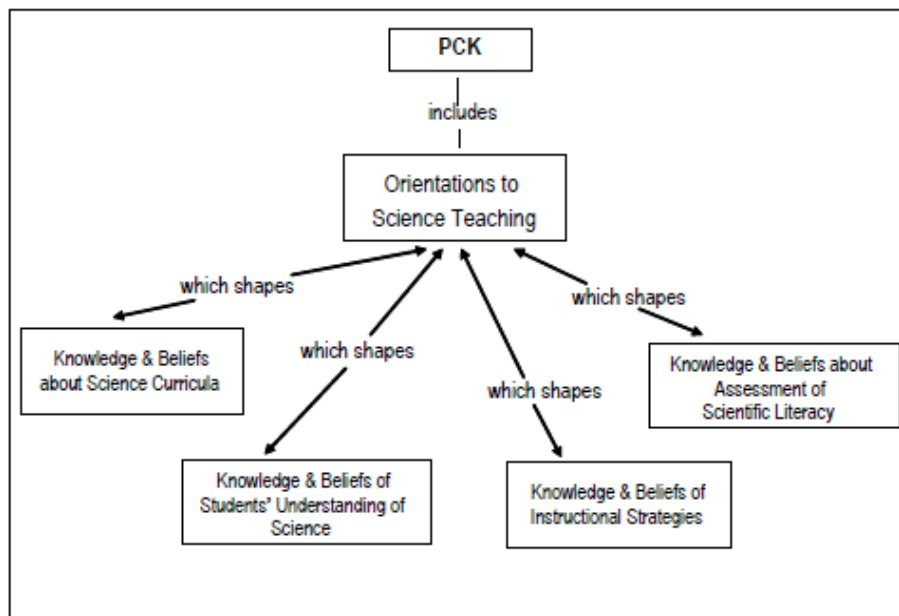 PCK
includes
Orientations to
Science Teaching
which shapes
which shapes
which shapes
which shapes
Knowledge & Beliefs
about Science Curricula
Knowledge & Beliefs about
Assessment of
Scientific Literacy
Knowledge & Beliefs of
Students' Understanding of
Science
Knowledge & Beliefs of
Instructional Strategies